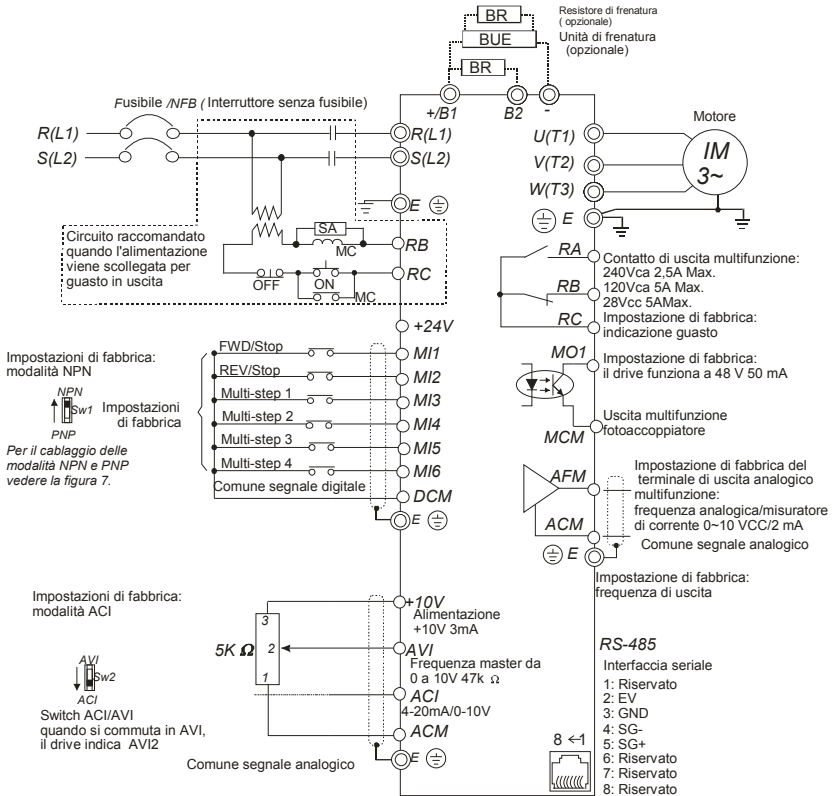 BR
Resistore di frenatura
( opzionale)
BUE
Unità di frenatura
(opzionale)
BR
Fusibile /NFB ( Interruttore senza fusibile)
+/B1
B2
-
R(L1)
R(L1)
S(L2)
S(L2)
E
Motore
U(T1)
V(T2)
W(T3)
IM
3~
E
Circuito raccomandato
quando l'alimentazione
viene scollegata per
guasto in uscita
SA
MC
RB
OFF
ON
MC
RC
RA
RB
RC
Contatto di uscita multifunzione:
240Vca 2,5A Max.
120Vca 5A Max.
28Vcc 5AMax.
Impostazione di fabbrica:
indicazione guasto
+24V
Impostazioni di fabbrica:
modalità NPN
NPN
Sw1
PNP
Per il cablaggio delle
modalità NPN e PNP
vedere la figura 7.
Impostazioni
di fabbrica
FWD/Stop
MI1
REV/Stop
MI2
Multi-step 1
MI3
Multi-step 2
MI4
Multi-step 3
MI5
Multi-step 4
MI6
Comune segnale digitale
DCM
E
MO1
Impostazione di fabbrica:
il drive funziona a 48 V 50 mA
MCM
Uscita multifunzione
fotoaccoppiatore
AFM
ACM
Impostazione di fabbrica del
terminale di uscita analogico
multifunzione:
frequenza analogica/misuratore
di corrente 0~10 VCC/2 mA
Comune segnale analogico
E
Impostazione di fabbrica:
frequenza di uscita
Impostazioni di fabbrica:
modalità ACI
AVI
Sw2
ACI
Switch ACI/AVI
quando si commuta in AVI,
il drive indica AVI2
5K Ω
3
2
1
+10V
Alimentazione
+10V 3mA
AVI
Frequenza master da
0 a 10V 47k Ω
ACI
4-20mA/0-10V
ACM
Comune segnale analogico
E
RS-485
Interfaccia seriale
1: Riservato
2: EV
3: GND
4: SG-
5: SG+
6: Riservato
7: Riservato
8: Riservato
8 ←1